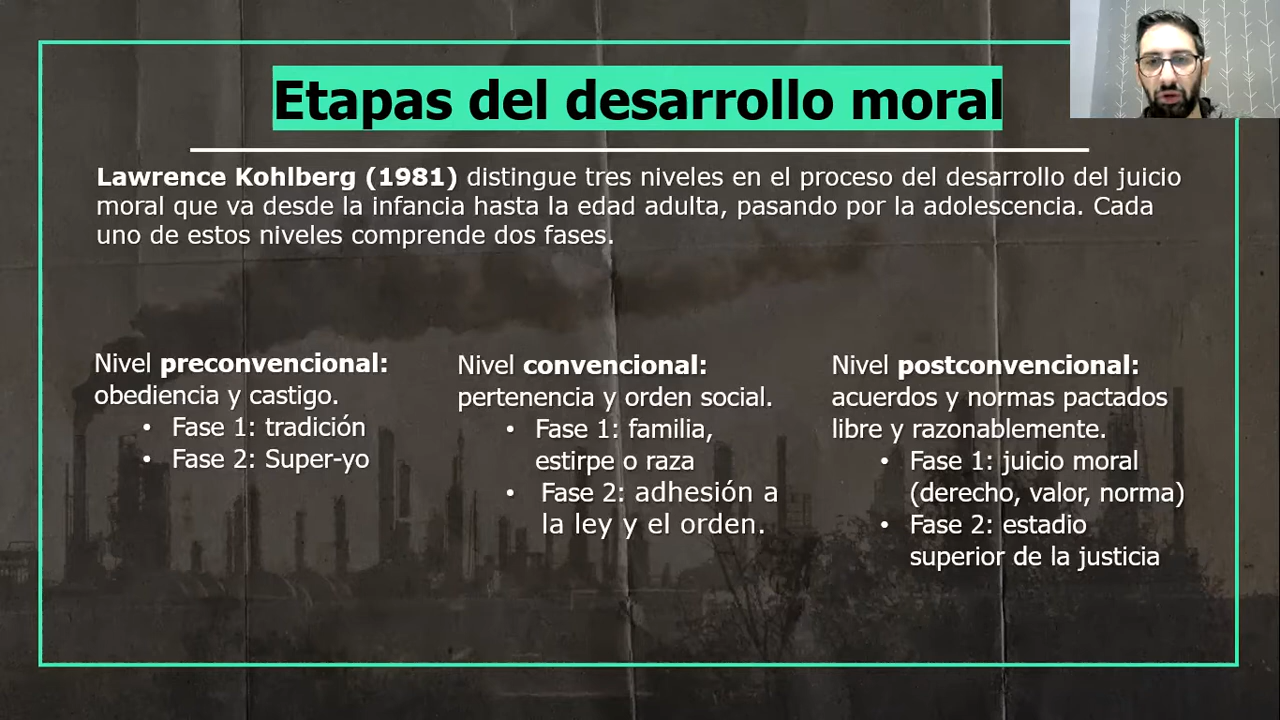 Etapas del desarrollo moral
Lawrence Kohlberg (1981) distingue tres niveles en el proceso del desarrollo del juicio
moral que va desde la infancia hasta la edad adulta, pasando por la adolescencia. Cada
uno de estos niveles comprende dos fases.
Nivel preconvencional:
obediencia y castigo.
• Fase 1: tradición
• Fase 2: Super-yo
Nivel convencional:
pertenencia y orden social.
• Fase 1: familia,
estirpe o raza
• Fase 2: adhesión a
la ley y el orden.
Nivel postconvencional:
acuerdos y normas pactados
libre y razonablemente.
• Fase 1: juicio moral
(derecho, valor, norma)
• Fase 2: estadio
superior de la justicia